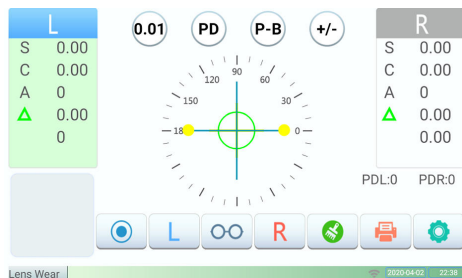 L
S 0.00
C 0.00
A 0
0.00
0
0.01 PD P-B +/-
R
S 0.00
C 0.00
A 0
0.00
0.00
120 90 60
150 30
18 0
PDL:0 PDR:0
L R
Lens Wear
2020-04-02 22:38